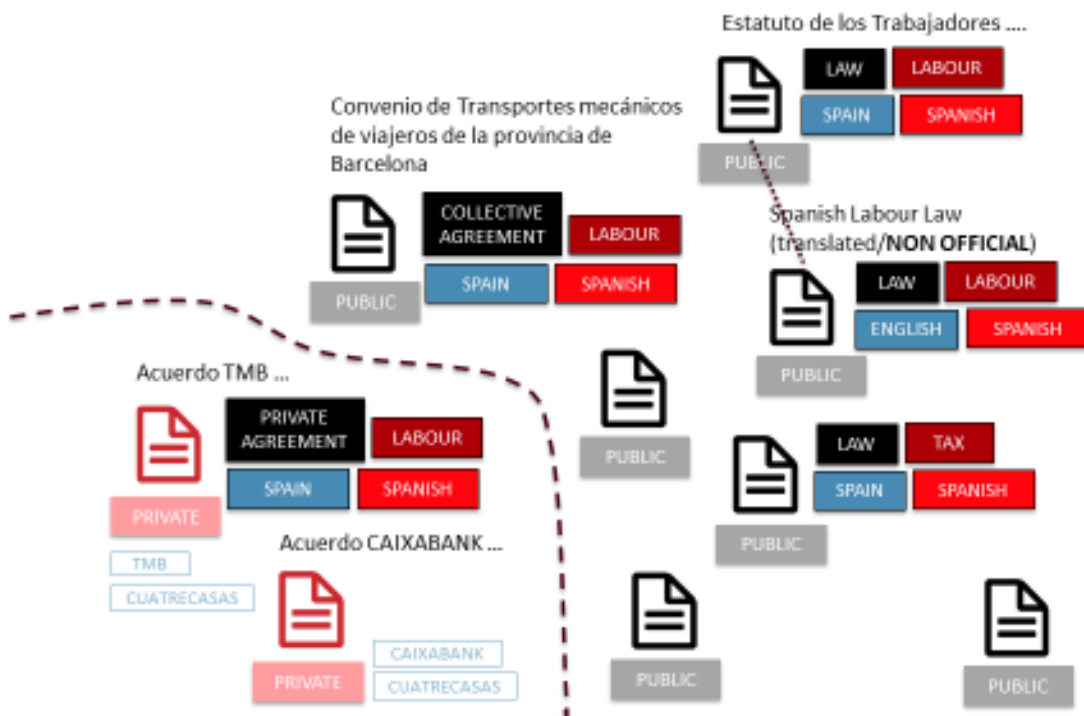 Estatuto de los Trabajadores ....
LAW
LABOUR
SPAIN
SPANISH
PUBLIC
Convenio de Transportes mecánicos
de viajeros de la provincia de
Barcelona
COLLECTIVE
AGREEMENT
LABOUR
SPAIN
SPANISH
PUBLIC
Spanish Labour Law
(translated/NON OFFICIAL)
LAW
LABOUR
ENGLISH
SPANISH
PUBLIC
Acuerdo TMB ...
PRIVATE
AGREEMENT
LABOUR
SPAIN
SPANISH
PRIVATE
TMB
CUATRECASAS
PUBLIC
LAW
TAX
SPAIN
SPANISH
PUBLIC
Acuerdo CAIXABANK ...
PRIVATE
CAIXABANK
CUATRECASAS
PUBLIC
PUBLIC